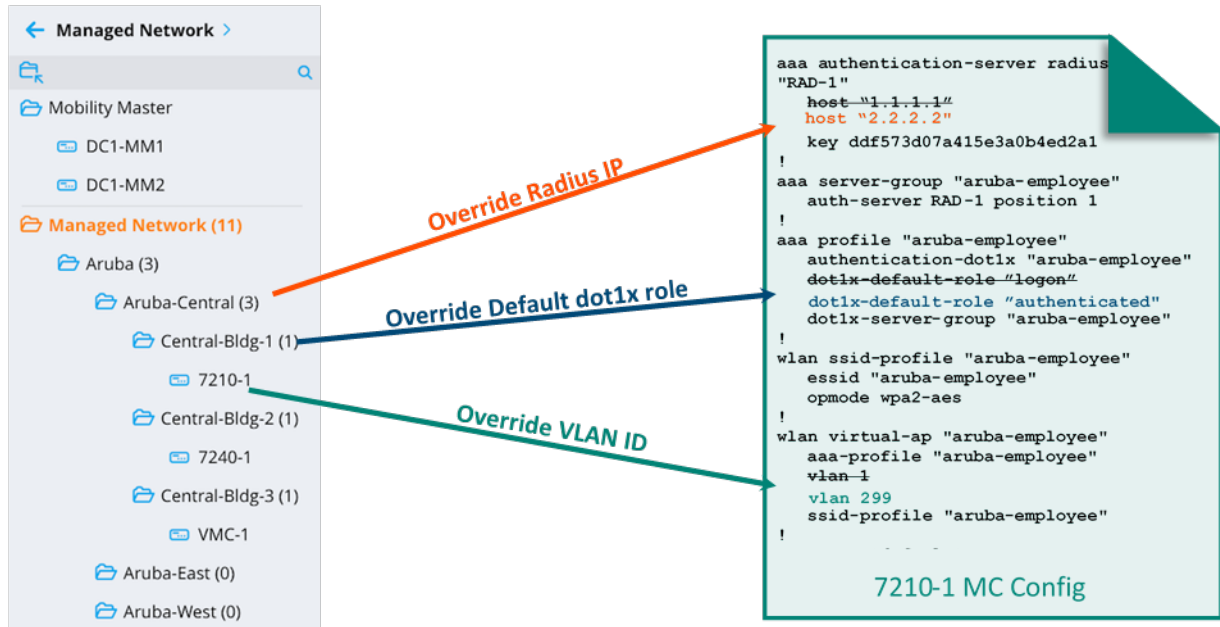 Managed Network >
Mobility Master
DC1-MM1
DC1-MM2
Managed Network (11)
Aruba (3)
Aruba-Central (3)
Central-Bldg-1 (1)
7210-1
Central-Bldg-2 (1)
7240-1
Central-Bldg-3 (1)
VMC-1
Aruba-East (0)
Aruba-West (0)
Override Radius IP
Override Default dot1x role
Override VLAN ID
aaa authentication-server radius
"RAD-1"
host "1.1.1.1"
host "2.2.2.2"
key ddf573d07a415e3a0b4ed2a1
!
aaa server-group "aruba-employee"
auth-server RAD-1 position 1
!
aaa profile "aruba-employee"
authentication-dot1x "aruba-employee"
dot1x-default-role "logon"
dot1x-default-role "authenticated"
dot1x-server-group "aruba-employee"
!
wlan ssid-profile "aruba-employee"
essid "aruba-employee"
opmode wpa2-aes
!
wlan virtual-ap "aruba-employee"
aaa-profile "aruba-employee"
vlan 1
vlan 299
ssid-profile "aruba-employee"
!
7210-1 MC Config